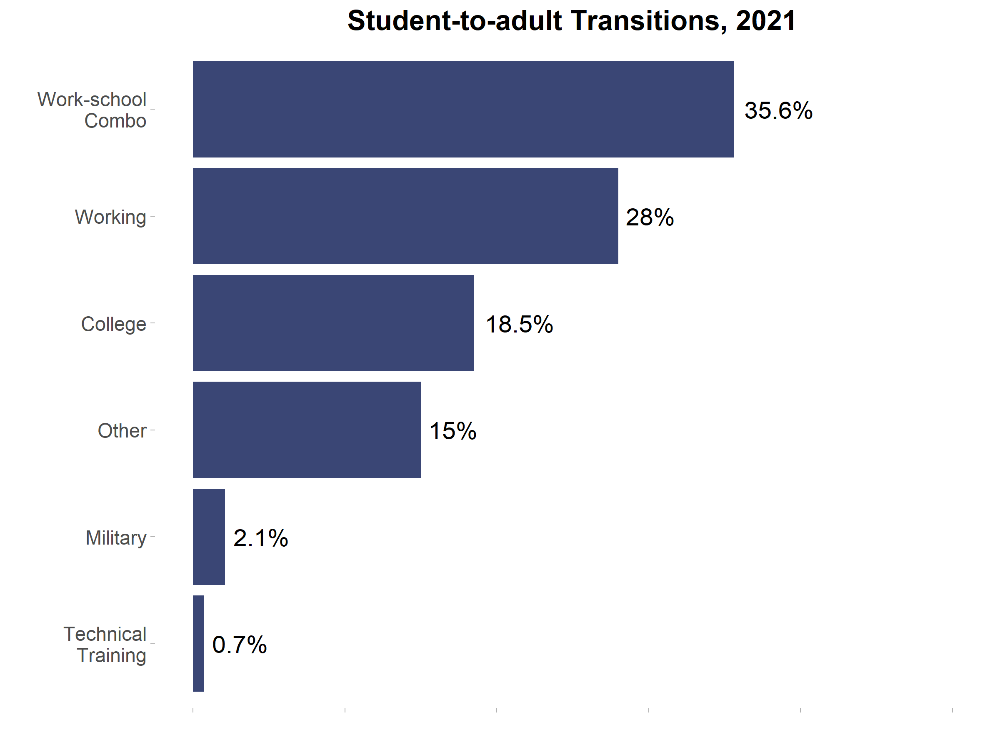 Student-to-adult Transitions, 2021
Work-school
Combo
35.6%
Working
28%
College
18.5%
Other
15%
Military
2.1%
Technical
Training
0.7%